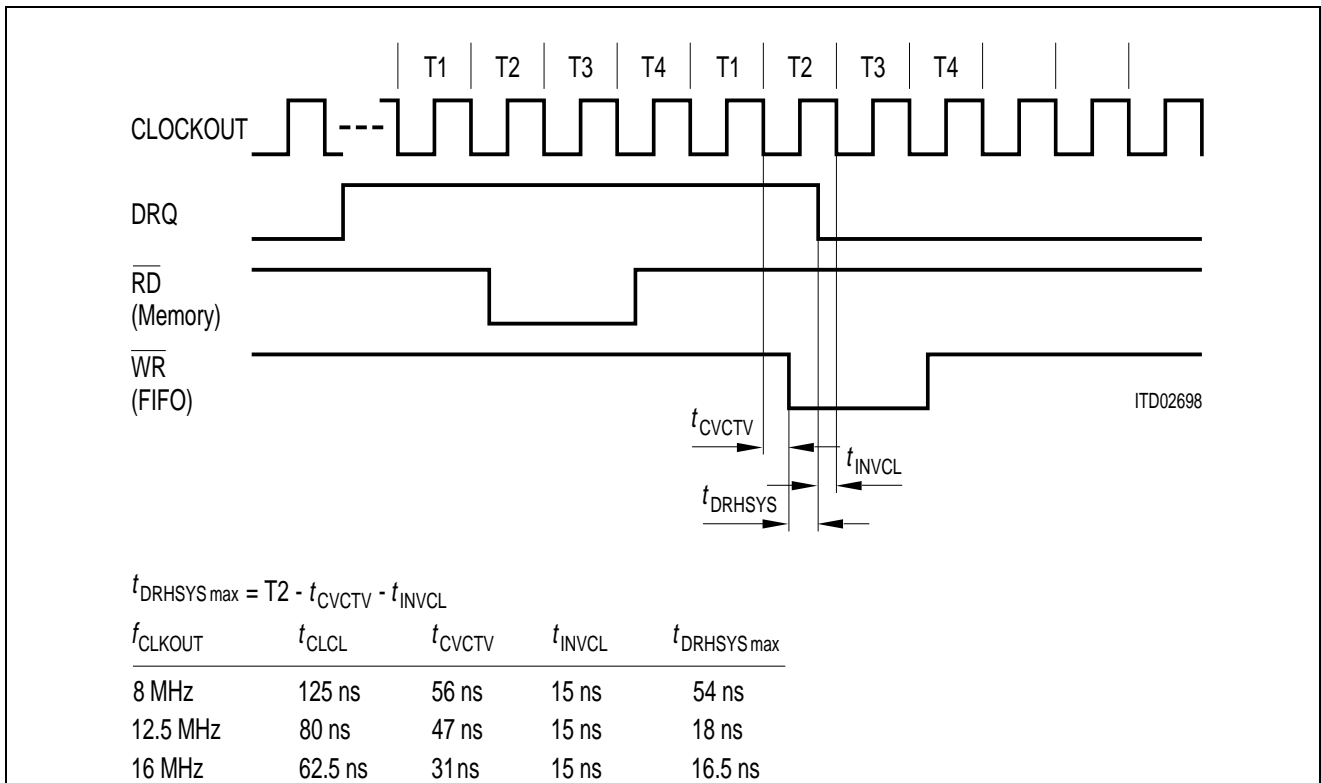 T1 T2 T3 T4 T1 T2 T3 T4
CLOCKOUT
DRQ
RD
(Memory)
WR
(FIFO)
ITD02698
tCVCTV
tINVCL
tDRHSYS
tDRHSYS max = T2 - tCVCTV - tINVCL
fCLKOUT tCLCL tCVCTV tINVCL tDRHSYS max
8 MHz 125 ns 56 ns 15 ns 54 ns
12.5 MHz 80 ns 47 ns 15 ns 18 ns
16 MHz 62.5 ns 31 ns 15 ns 16.5 ns